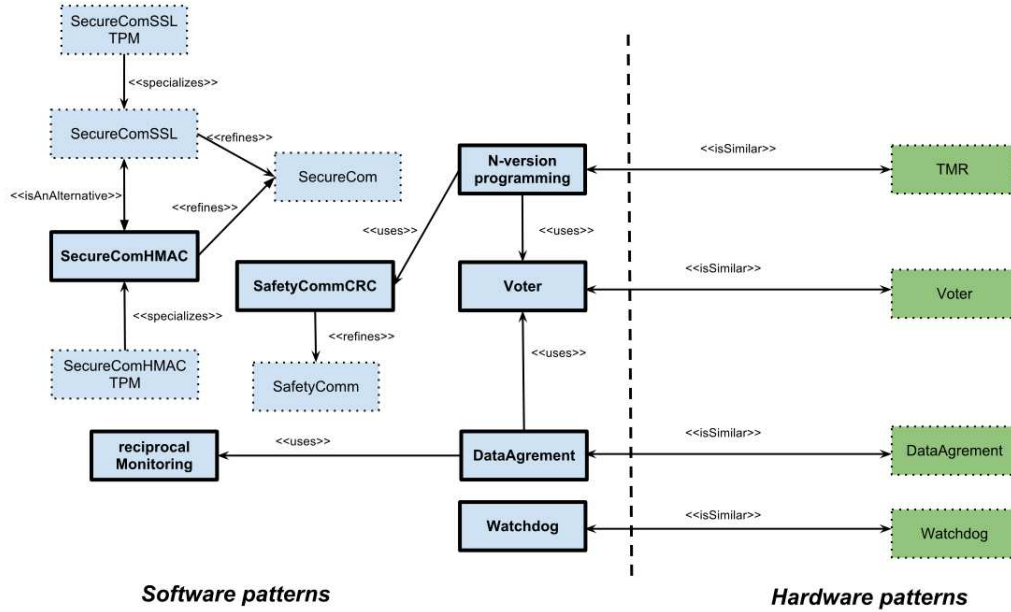 SecureComSSL
TPM
<<specializes>>
SecureComSSL
<<refines>>
SecureCom
<<isAnAlternative>>
<<refines>>
N-version
programming
<<isSimilar>>
TMR
<<uses>>
<<uses>>
SecureComHMAC
SafetyCommCRC
Voter
<<isSimilar>>
Voter
<<specializes>>
<<refines>>
<<uses>>
SecureComHMAC
TPM
SafetyComm
reciprocal
Monitoring
<<uses>>
DataAgrement
<<isSimilar>>
DataAgrement
Watchdog
<<isSimilar>>
Watchdog
Software patterns
Hardware patterns